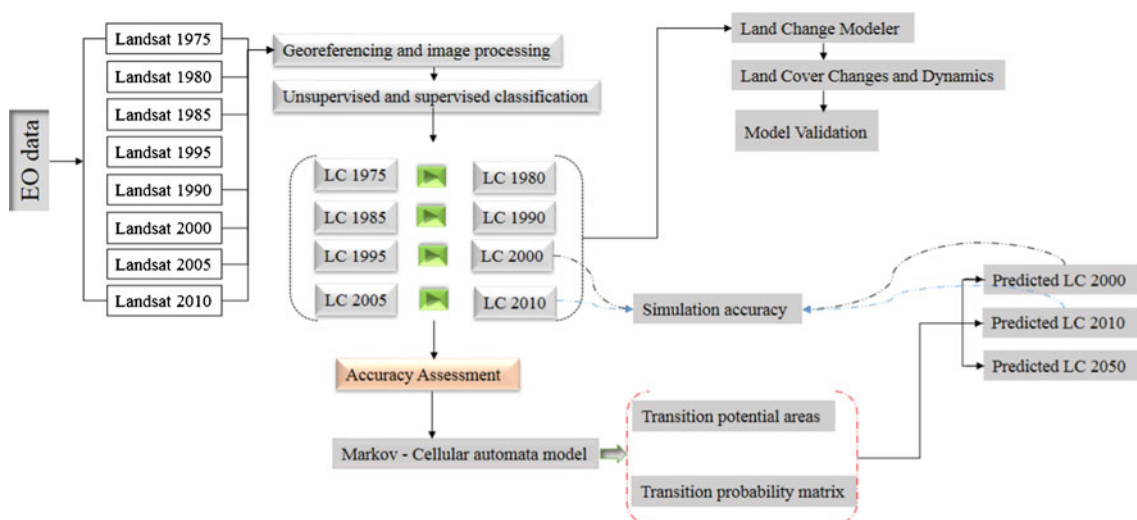 EO data
Landsat 1975
Landsat 1980
Landsat 1985
Landsat 1995
Landsat 1990
Landsat 2000
Landsat 2005
Landsat 2010
Georeferencing and image processing
Unsupervised and supervised classification
LC 1975
LC 1980
LC 1985
LC 1990
LC 1995
LC 2000
LC 2005
LC 2010
Accuracy Assessment
Markov - Cellular automata model
Land Change Modeler
Land Cover Changes and Dynamics
Model Validation
Simulation accuracy
Transition potential areas
Transition probability matrix
Predicted LC 2000
Predicted LC 2010
Predicted LC 2050